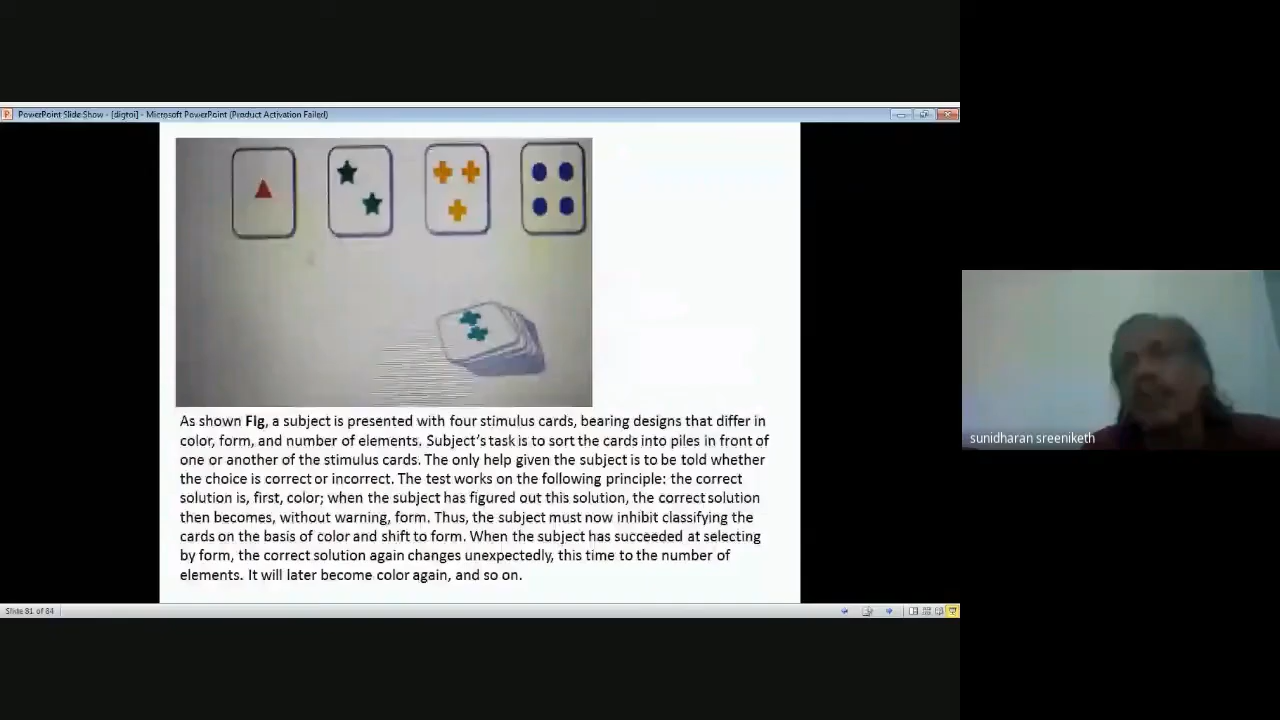 PowerPoint Slide Show - [digtoi] - Microsoft PowerPoint (Product Activation Failed)
As shown Fig, a subject is presented with four stimulus cards, bearing designs that differ in
color, form, and number of elements. Subject's task is to sort the cards into piles in front of
one or another of the stimulus cards. The only help given the subject is to be told whether
the choice is correct or incorrect. The test works on the following principle: the correct
solution is, first, color; when the subject has figured out this solution, the correct solution
then becomes, without warning, form. Thus, the subject must now inhibit classifying the
cards on the basis of color and shift to form. When the subject has succeeded at selecting
by form, the correct solution again changes unexpectedly, this time to the number of
elements. It will later become color again, and so on.
sunidharan sreeniketh
Slide 81 of 84